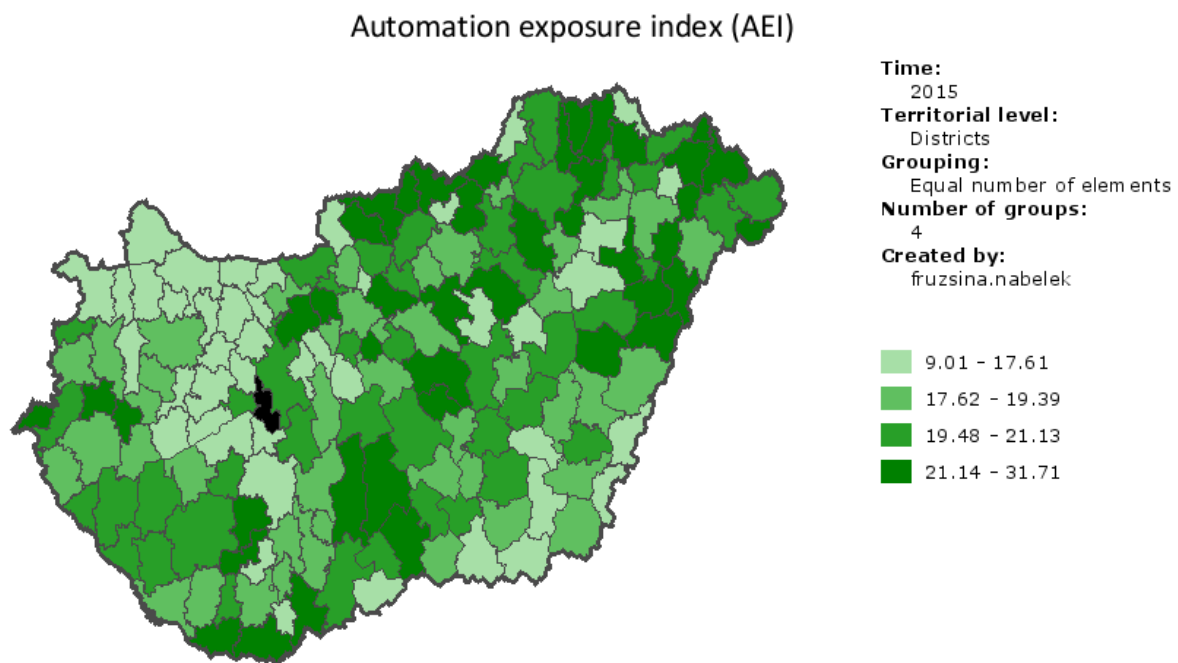 Automation exposure index (AEI)
Time:
2015
Territorial level:
Districts
Grouping:
Equal number of elements
Number of groups:
4
Created by:
fruzsina.nabelek
9.01 - 17.61
17.62 - 19.39
19.48 - 21.13
21.14 - 31.71